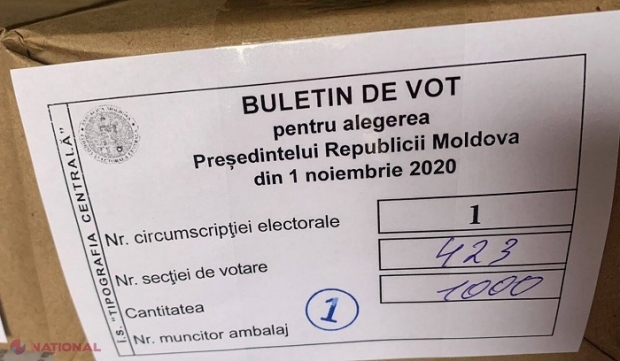 BULETIN DE VOT
pentru alegerea
Președintelui Republicii Moldova
din 1 noiembrie 2020
Nr. circumscripţiei electorale 1
Nr. secţiei de votare 423
Cantitatea 1000
Nr. muncitor ambalaj 1
Î.S. "TIPOGRAFIA CENTRALĂ"
NATIONAL